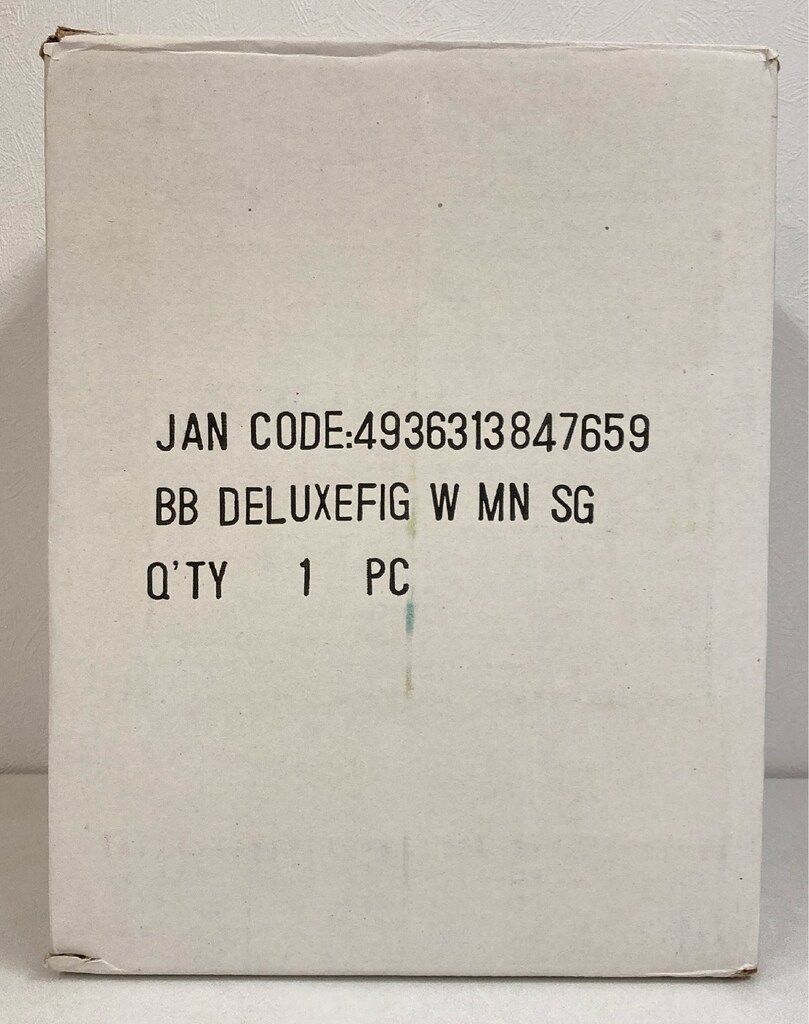 JAN CODE:4936313847659
BB DELUXEFIG W MN SG
Q'TY 1 PC